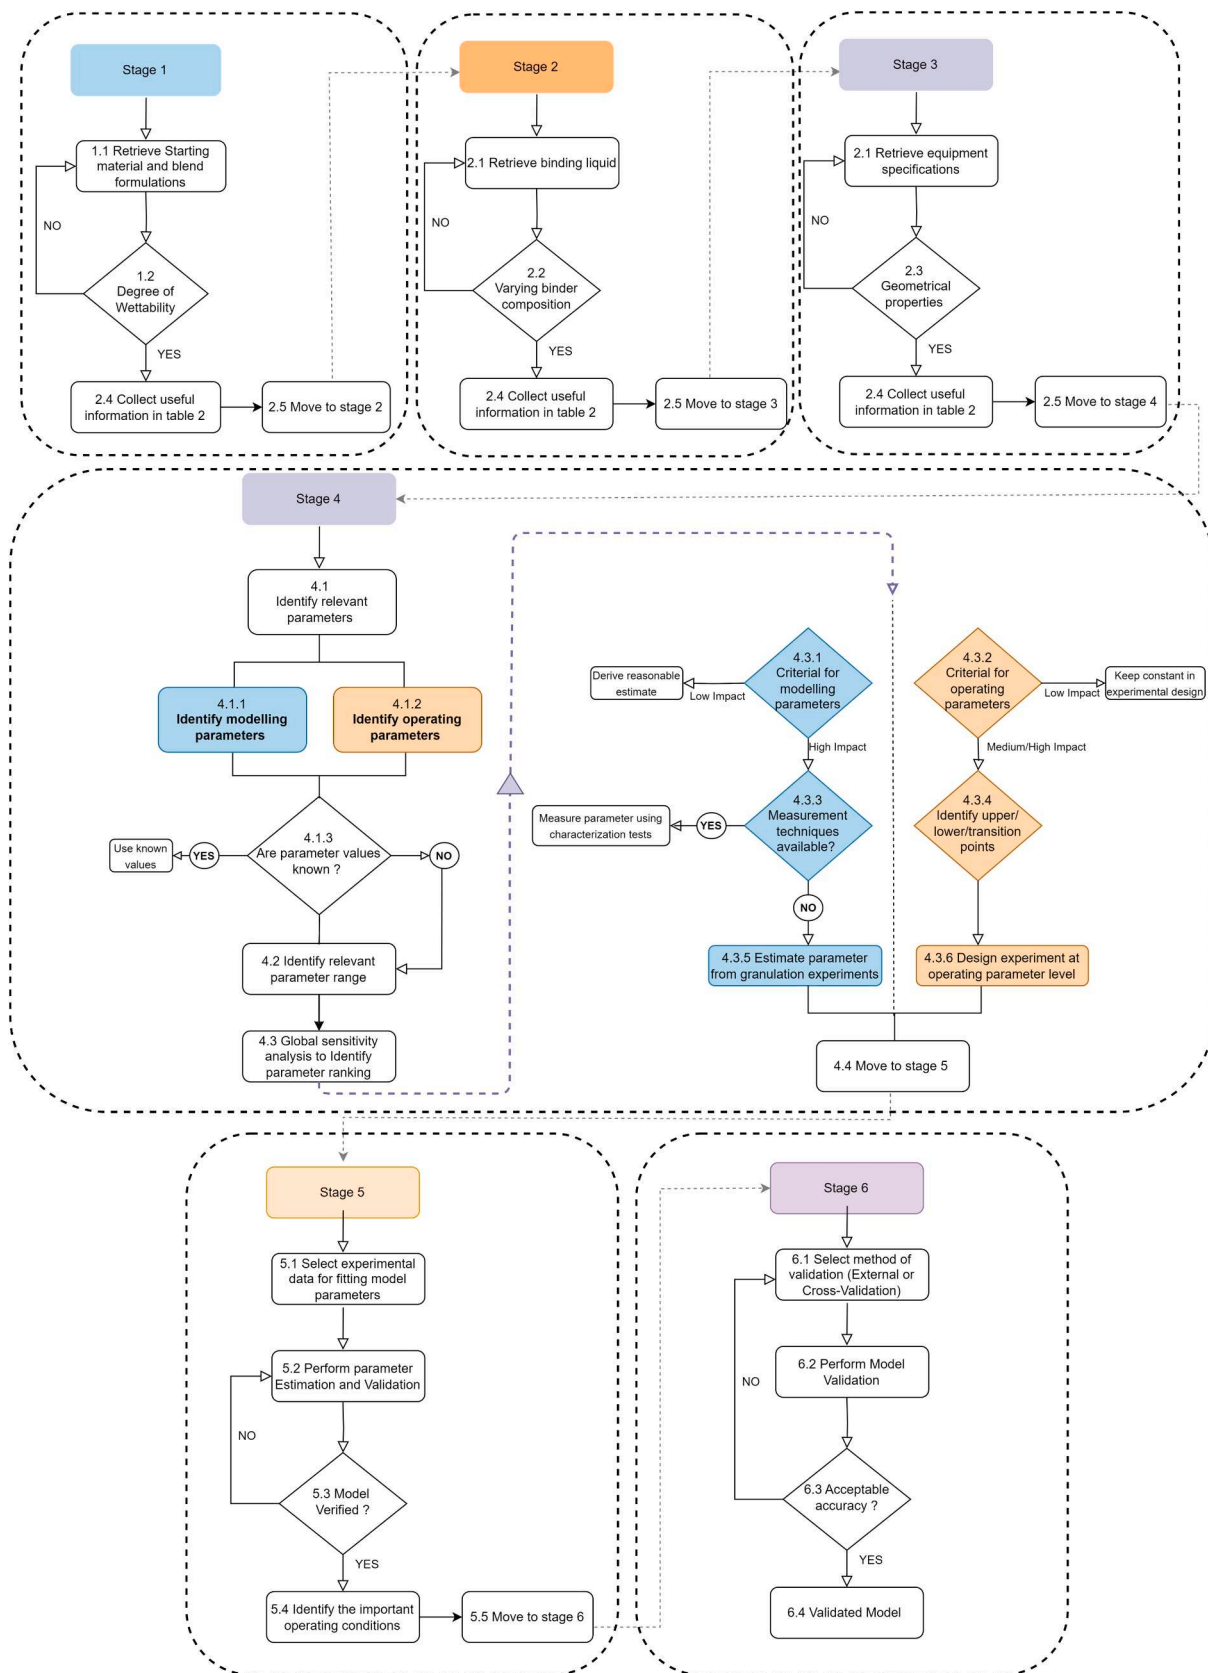 Stage 1
1.1 Retrieve Starting
material and blend
formulations
NO
1.2
Degree of
Wettability
YES
2.4 Collect useful
information in table 2
2.5 Move to stage 2
Stage 2
2.1 Retrieve binding liquid
NO
2.2
Varying binder
composition
YES
2.4 Collect useful
information in table 2
2.5 Move to stage 3
Stage 3
2.1 Retrieve equipment
specifications
NO
2.3
Geometrical
properties
YES
2.4 Collect useful
information in table 2
2.5 Move to stage 4
Stage 4
4.1
Identify relevant
parameters
4.1.1
Identify modelling
parameters
4.1.2
Identify operating
parameters
4.1.3
Are parameter values
known ?
YES
Use known
values
NO
4.2 Identify relevant
parameter range
4.3 Global sensitivity
analysis to Identify
parameter ranking
4.3.1
Criterial for
modelling
parameters
Low Impact
Derive reasonable
estimate
High Impact
4.3.3
Measurement
techniques
available?
YES
Measure parameter using
characterization tests
NO
4.3.5 Estimate parameter
from granulation experiments
4.3.2
Criterial for
operating
parameters
Low Impact
Keep constant in
experimental design
Medium/High Impact
4.3.4
Identify upper/
lower/transition
points
4.3.6 Design experiment at
operating parameter level
4.4 Move to stage 5
Stage 5
5.1 Select experimental
data for fitting model
parameters
5.2 Perform parameter
Estimation and Validation
NO
5.3 Model
Verified ?
YES
5.4 Identify the important
operating conditions
5.5 Move to stage 6
Stage 6
6.1 Select method of
validation (External or
Cross-Validation)
6.2 Perform Model
Validation
NO
6.3 Acceptable
accuracy ?
YES
6.4 Validated Model